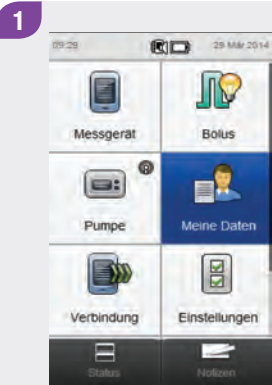 1
09:29 29 Mär 2014
Messgerät Bolus
Pumpe Meine Daten
Verbindung Einstellungen
Status Notizen